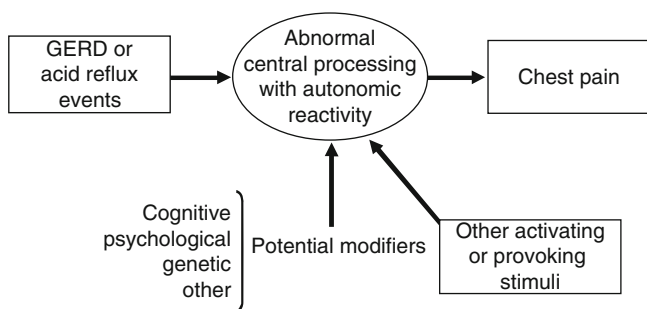 GERD or
acid reflux
events
Abnormal
central processing
with autonomic
reactivity
Chest pain
Cognitive
psychological
genetic
other
Potential modifiers
Other activating
or provoking
stimuli